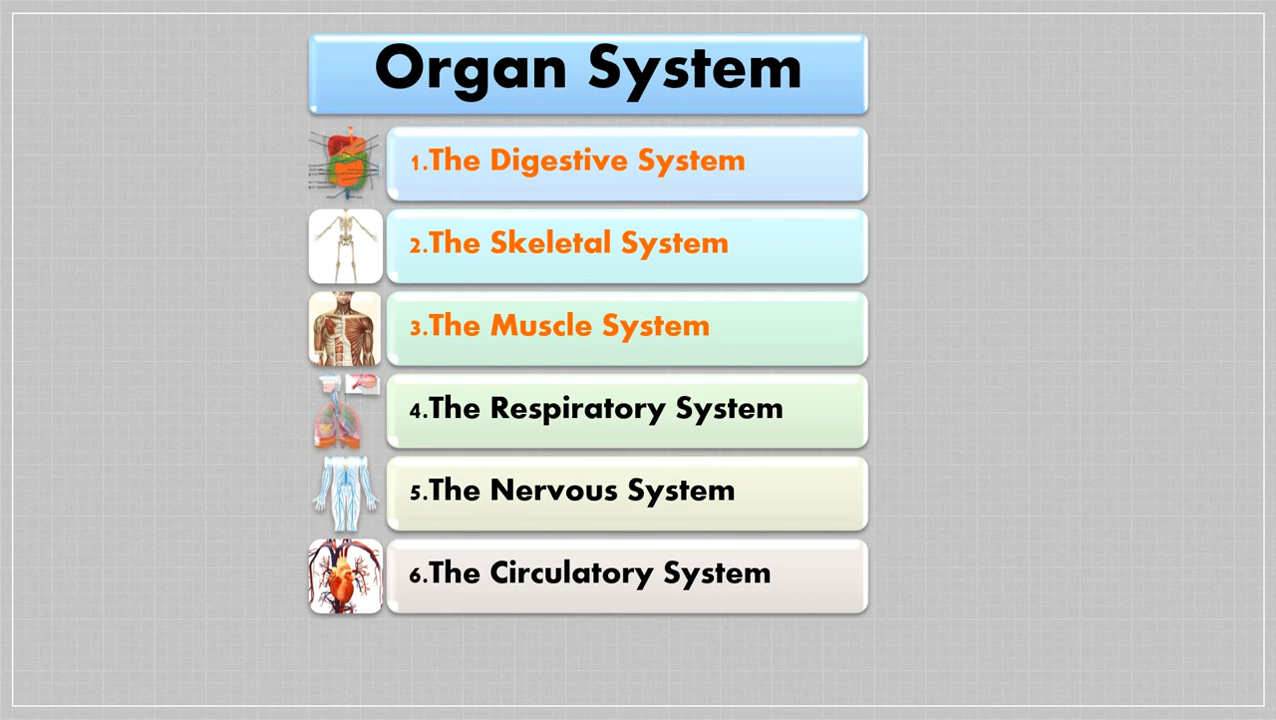 Organ System
1.The Digestive System
2.The Skeletal System
3.The Muscle System
4.The Respiratory System
5.The Nervous System
6.The Circulatory System